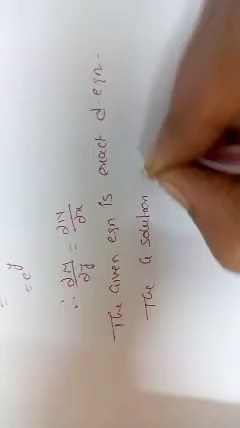 =
= e^y
∴ ∂M/∂y = ∂N/∂x
The Given eqn is exact d·eqn.
The G solution